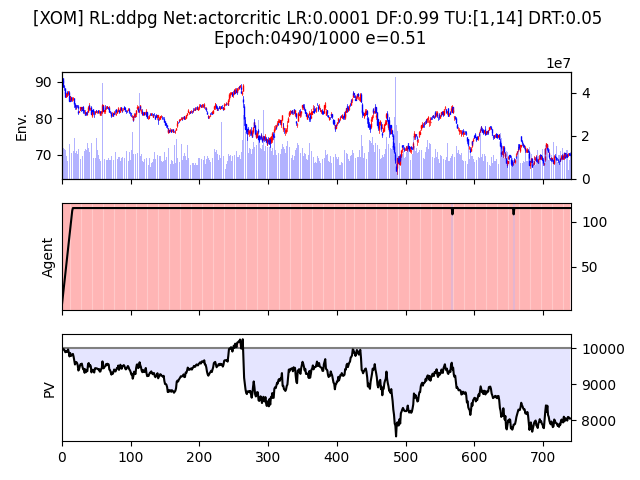 [XOM] RL:ddpg Net:actorcritic LR:0.0001 DF:0.99 TU:[1,14] DRT:0.05
Epoch:0490/1000 e=0.51
1e7
90
80
70
Env.
4
2
0
Agent
100
50
PV
10000
9000
8000
0 100 200 300 400 500 600 700